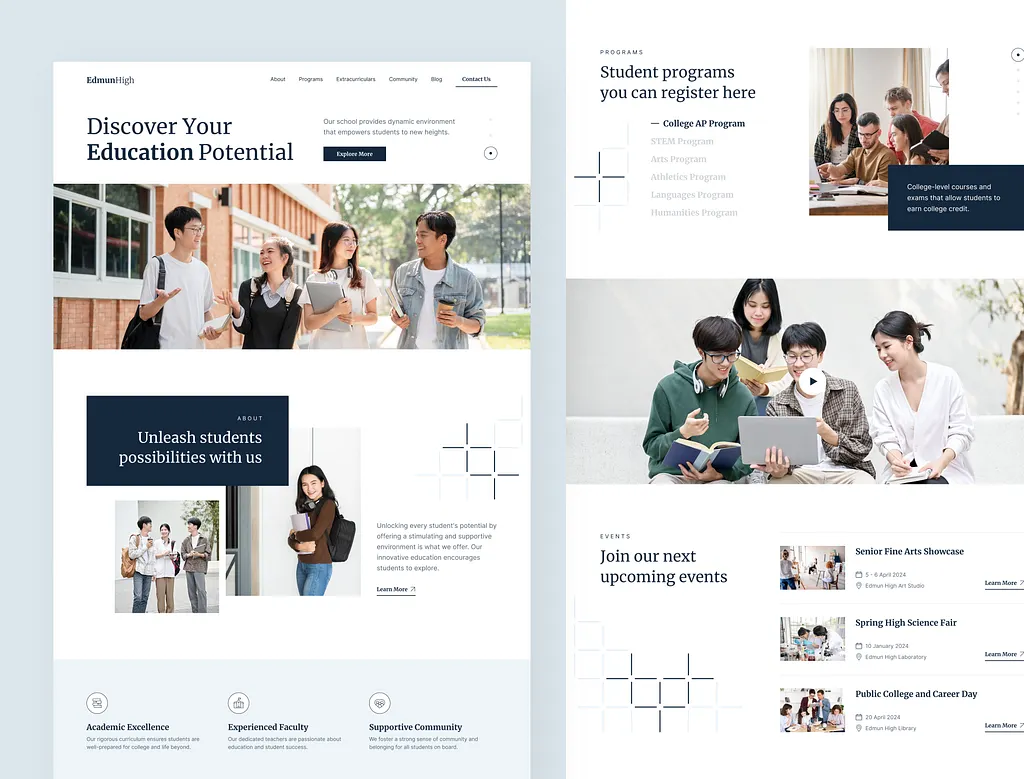 EdmunHigh
About
Programs
Extracurriculars
Community
Blog
Contact Us
Discover Your
Education Potential
Our school provides dynamic environment
that empowers students to new heights.
Explore More
ABOUT
Unleash students
possibilities with us
Unlocking every student's potential by
offering a stimulating and supportive
environment is what we offer. Our
innovative education encourages
students to explore.
Learn More
Academic Excellence
Our rigorous curriculum ensures students are
well-prepared for college and life beyond.
Experienced Faculty
Our dedicated teachers are passionate about
education and student success.
Supportive Community
We foster a strong sense of community and
belonging for all students on board.
PROGRAMS
Student programs
you can register here
— College AP Program
STEM Program
Arts Program
Athletics Program
Languages Program
Humanities Program
College-level courses and
exams that allow students to
earn college credit.
EVENTS
Join our next
upcoming events
Senior Fine Arts Showcase
5 - 6 April 2024
Edmun High Art Studio
Learn More
Spring High Science Fair
10 January 2024
Edmun High Laboratory
Learn More
Public College and Career Day
20 April 2024
Edmun High Library
Learn More